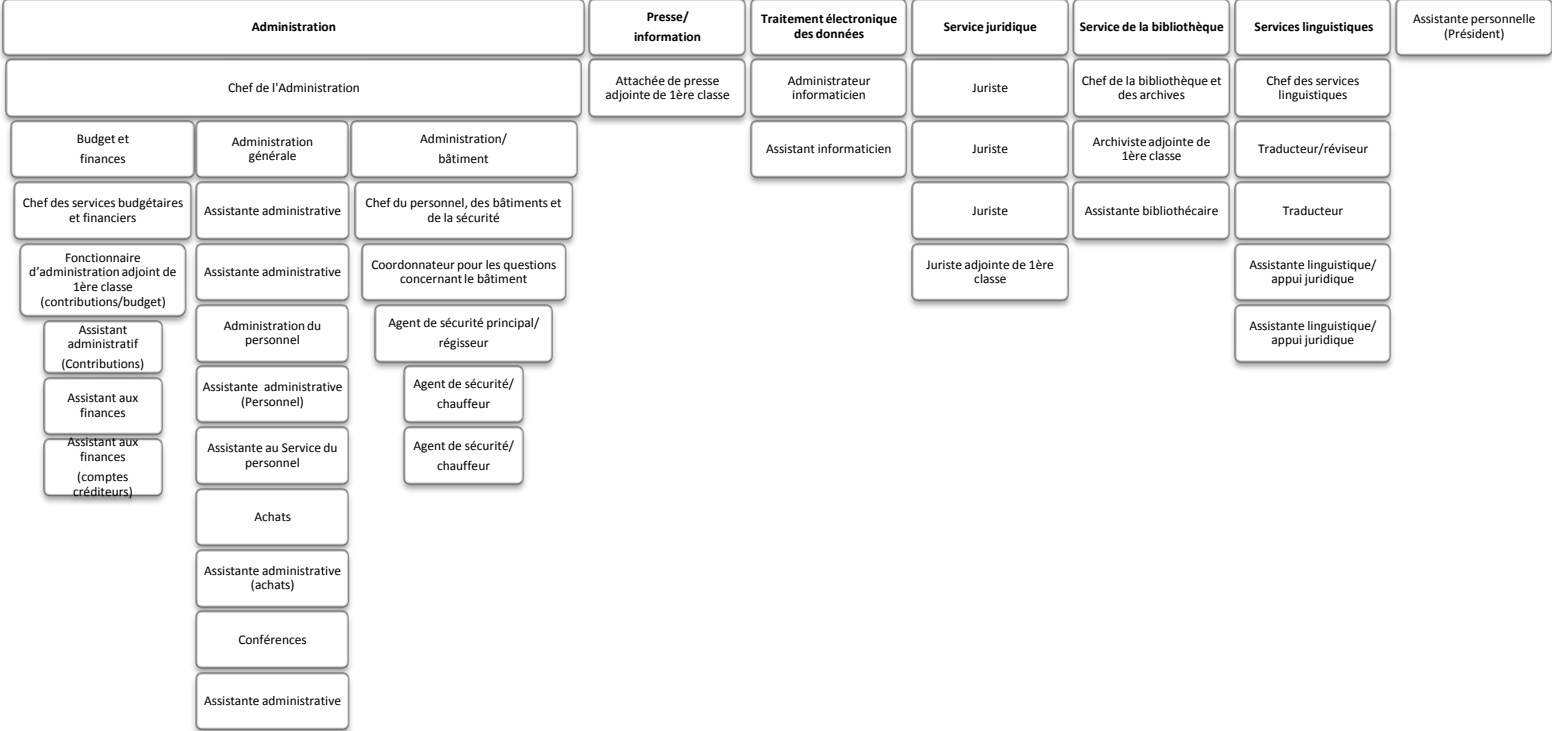 Administration
Chef de l'Administration
Budget et
finances
Chef des services budgétaires
et financiers
Fonctionnaire
d'administration adjoint de
1ère classe
(contributions/budget)
Assistant
administratif
(Contributions)
Assistant aux
finances
Assistant aux
finances
(comptes
créditeurs)
Administration
générale
Assistante administrative
Assistante administrative
Administration du
personnel
Assistante administrative
(Personnel)
Assistante au Service du
personnel
Achats
Assistante administrative
(achats)
Conférences
Assistante administrative
Administration/
bâtiment
Chef du personnel, des bâtiments et
de la sécurité
Coordonnateur pour les questions
concernant le bâtiment
Agent de sécurité principal/
régisseur
Agent de sécurité/
chauffeur
Agent de sécurité/
chauffeur
Presse/
information
Attachée de presse
adjointe de 1ère classe
Traitement électronique
des données
Administrateur
informaticien
Assistant informaticien
Service juridique
Juriste
Juriste
Juriste
Juriste adjointe de 1ère
classe
Service de la bibliothèque
Chef de la bibliothèque et
des archives
Archiviste adjointe de
1ère classe
Assistante bibliothécaire
Services linguistiques
Chef des services
linguistiques
Traducteur/réviseur
Traducteur
Assistante linguistique/
appui juridique
Assistante linguistique/
appui juridique
Assistante personnelle
(Président)